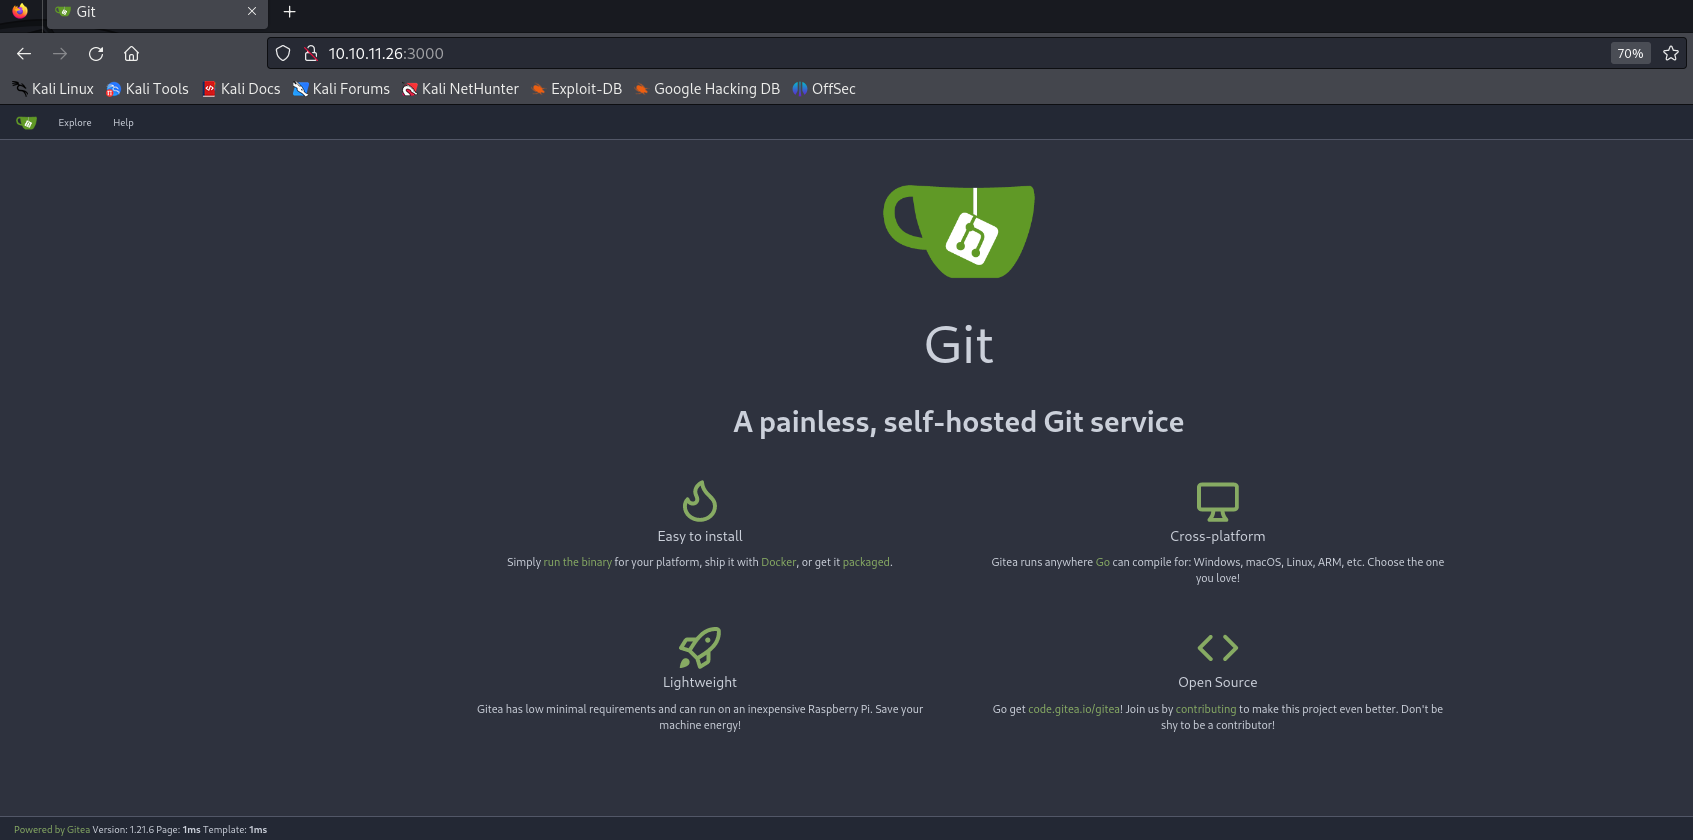 Git
10.10.11.26:3000
70%
Kali Linux Kali Tools Kali Docs Kali Forums Kali NetHunter Exploit-DB Google Hacking DB OffSec
Explore Help
Git
A painless, self-hosted Git service
Easy to install
Simply run the binary for your platform, ship it with Docker, or get it packaged.
Cross-platform
Gitea runs anywhere Go can compile for: Windows, macOS, Linux, ARM, etc. Choose the one
you love!
Lightweight
Gitea has low minimal requirements and can run on an inexpensive Raspberry Pi. Save your
machine energy!
Open Source
Go get code.gitea.io/gitea! Join us by contributing to make this project even better. Don't be
shy to be a contributor!
Powered by Gitea Version: 1.21.6 Page: 1ms Template: 1ms